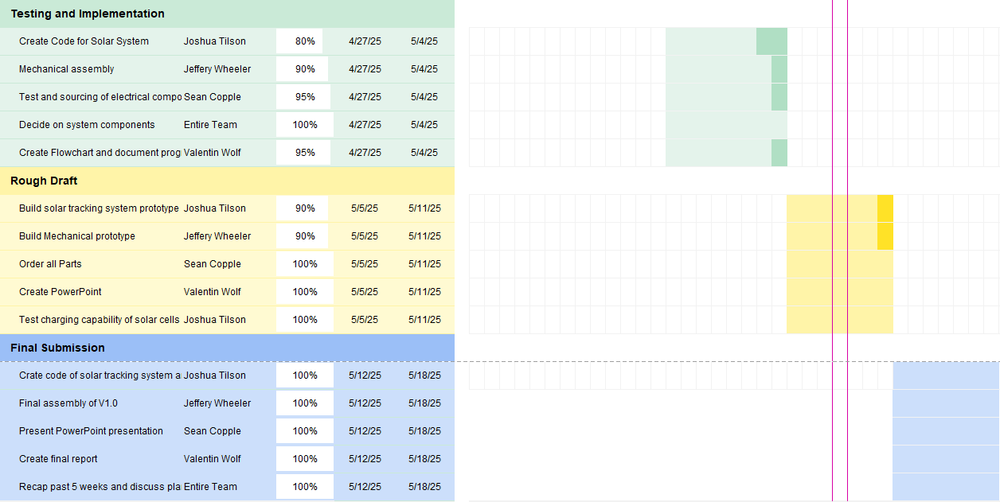 Testing and Implementation
Create Code for Solar System Joshua Tilson 80% 4/27/25 5/4/25
Mechanical assembly Jeffery Wheeler 90% 4/27/25 5/4/25
Test and sourcing of electrical compo Sean Copple 95% 4/27/25 5/4/25
Decide on system components Entire Team 100% 4/27/25 5/4/25
Create Flowchart and document prog Valentin Wolf 95% 4/27/25 5/4/25
Rough Draft
Build solar tracking system prototype Joshua Tilson 90% 5/5/25 5/11/25
Build Mechanical prototype Jeffery Wheeler 90% 5/5/25 5/11/25
Order all Parts Sean Copple 100% 5/5/25 5/11/25
Create PowerPoint Valentin Wolf 100% 5/5/25 5/11/25
Test charging capability of solar cells Joshua Tilson 100% 5/5/25 5/11/25
Final Submission
Crate code of solar tracking system a Joshua Tilson 100% 5/12/25 5/18/25
Final assembly of V1.0 Jeffery Wheeler 100% 5/12/25 5/18/25
Present PowerPoint presentation Sean Copple 100% 5/12/25 5/18/25
Create final report Valentin Wolf 100% 5/12/25 5/18/25
Recap past 5 weeks and discuss pla Entire Team 100% 5/12/25 5/18/25